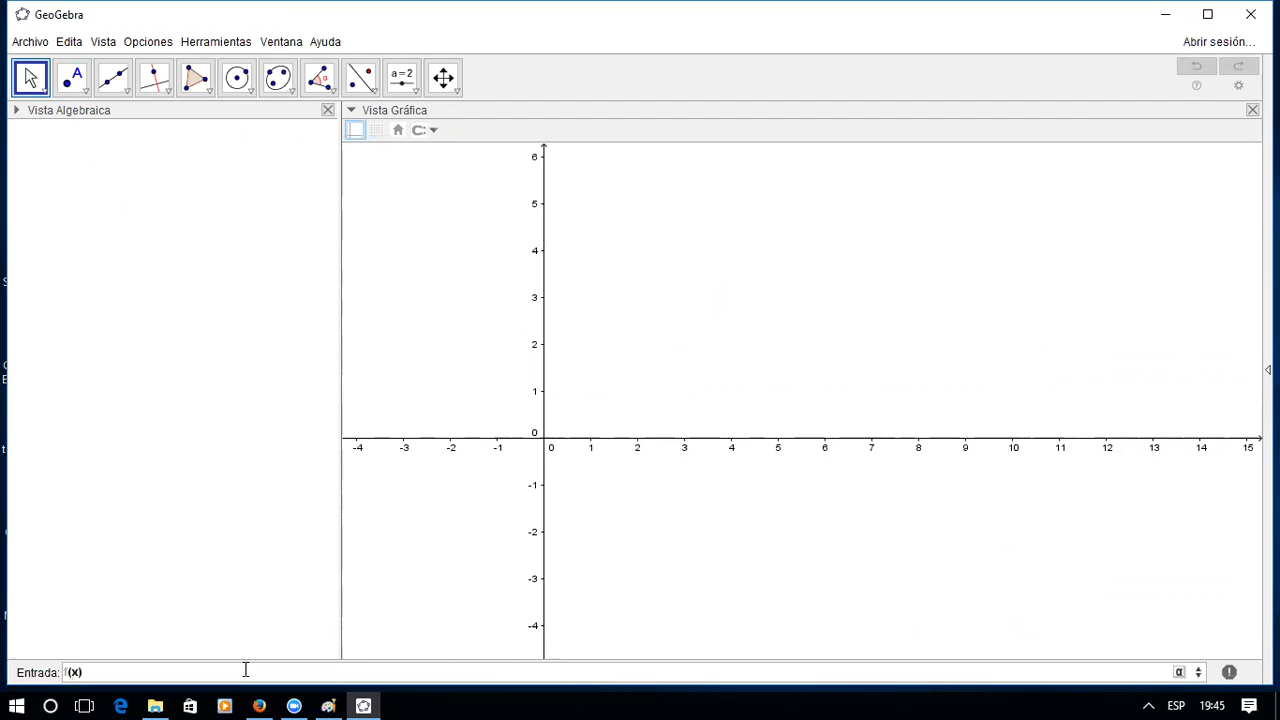 GeoGebra
Archivo Edita Vista Opciones Herramientas Ventana Ayuda Abrir sesión...
A α a=2
Vista Algebraica Vista Gráfica
6
5
4
3
2
1
0
-4 -3 -2 -1 0 1 2 3 4 5 6 7 8 9 10 11 12 13 14 15
-1
-2
-3
-4
Entrada: f(x) α
ESP 19:45